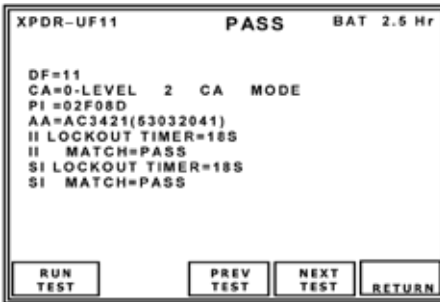 XPDR-UF11 PASS BAT 2.5 Hr
DF=11
CA=0-LEVEL 2 CA MODE
PI =02F08D
AA=AC3421(53032041)
II LOCKOUT TIMER=18S
II MATCH=PASS
SI LOCKOUT TIMER=18S
SI MATCH=PASS
RUN TEST PREV TEST NEXT TEST RETURN